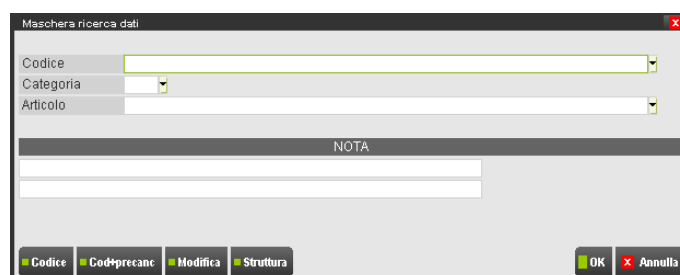 Maschera ricerca dati
Codice
Categoria
Articolo
NOTA
Codice Cod+precanc Modifica Struttura OK Annulla